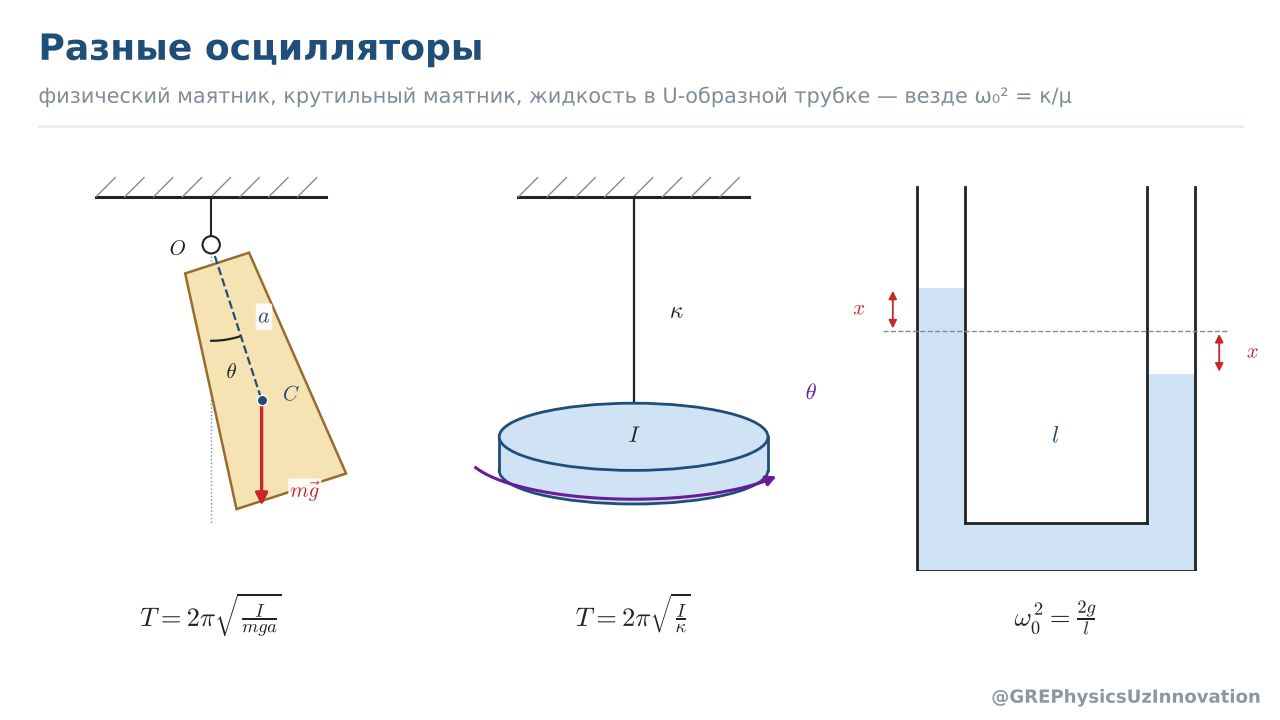 Разные осцилляторы
физический маятник, крутильный маятник, жидкость в U-образной трубке — везде ω₀² = κ/μ
O
a
θ
C
mg⃗
κ
θ
I
x
x
l
T = 2π√(I/mga)
T = 2π√(I/κ)
ω₀² = 2g/l
@GREPhysicsUzInnovation